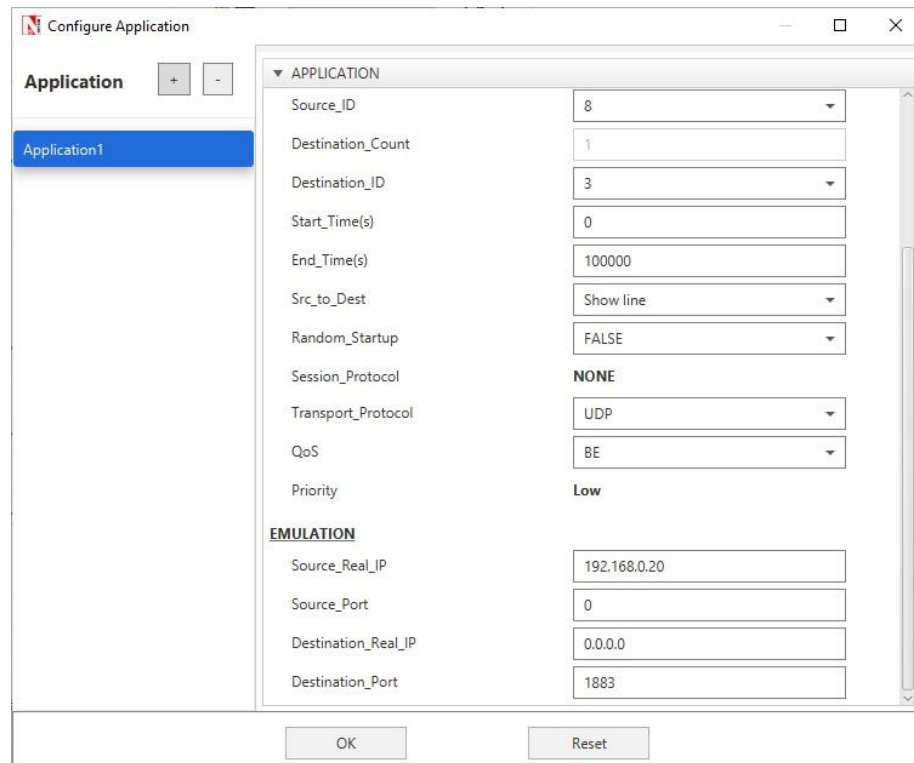 Configure Application
Application + -
Application1
APPLICATION
Source_ID 8
Destination_Count 1
Destination_ID 3
Start_Time(s) 0
End_Time(s) 100000
Src_to_Dest Show line
Random_Startup FALSE
Session_Protocol NONE
Transport_Protocol UDP
QoS BE
Priority Low
EMULATION
Source_Real_IP 192.168.0.20
Source_Port 0
Destination_Real_IP 0.0.0.0
Destination_Port 1883
OK Reset